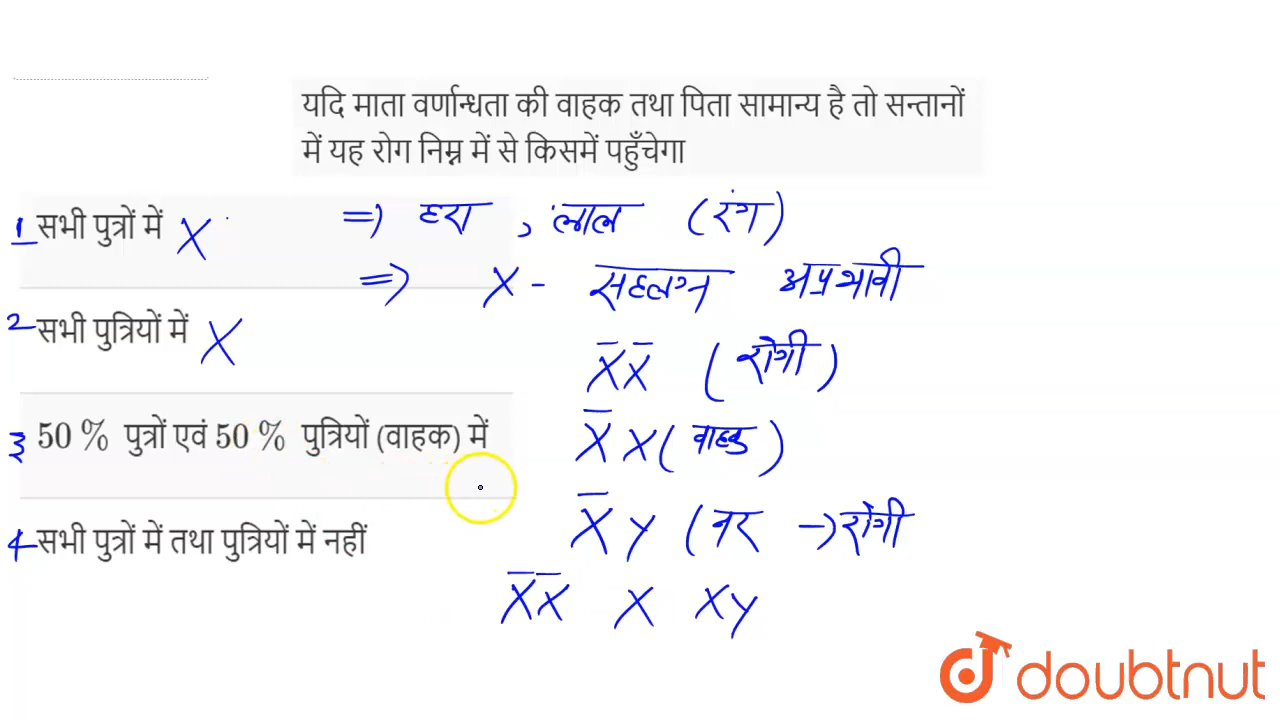 यदि माता वर्णान्धता की वाहक तथा पिता सामान्य है तो सन्तानों
में यह रोग निम्न में से किसमें पहुँचेगा
1 सभी पुत्रों में X ⇒ हरा , लाल (रंग)
⇒ X - सहलग्न अप्रभावी
2 सभी पुत्रियों में X
X̅X̅ (रोगी)
3 50 % पुत्रों एवं 50 % पुत्रियों (वाहक) में X̅ X (वाहक)
X̅ Y (नर → रोगी
4 सभी पुत्रों में तथा पुत्रियों में नहीं
X̅X̅ X XY
doubtnut